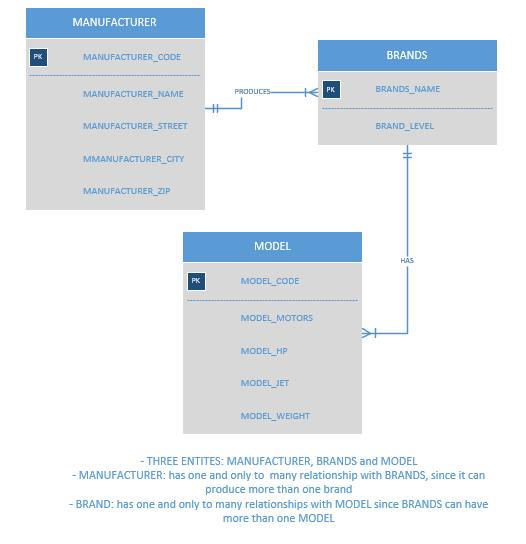 MANUFACTURER
PK MANUFACTURER_CODE
MANUFACTURER_NAME
MANUFACTURER_STREET
MMANUFACTURER_CITY
MANUFACTURER_ZIP
PRODUCES
BRANDS
PK BRANDS_NAME
BRAND_LEVEL
HAS
MODEL
PK MODEL_CODE
MODEL_MOTORS
MODEL_HP
MODEL_JET
MODEL_WEIGHT
- THREE ENTITES: MANUFACTURER, BRANDS and MODEL
- MANUFACTURER: has one and only to many relationship with BRANDS, since it can
produce more than one brand
- BRAND: has one and only to many relationships with MODEL since BRANDS can have
more than one MODEL